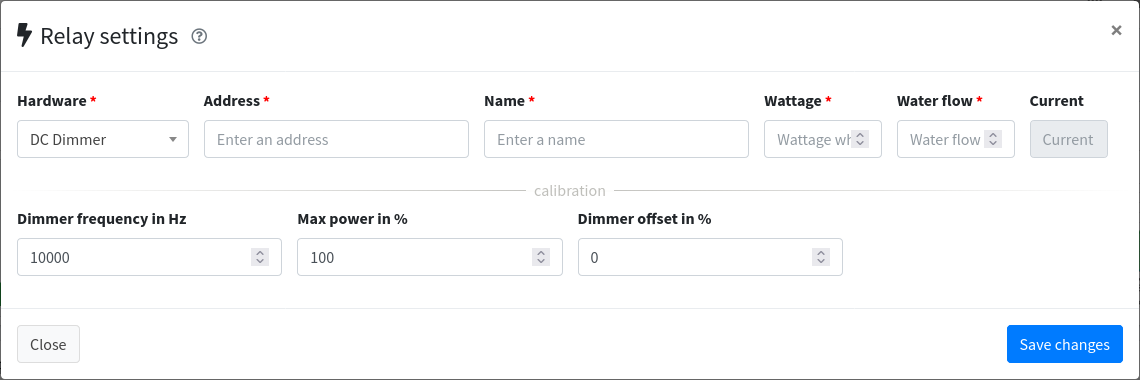 Relay settings
×
Hardware * Address * Name * Wattage * Water flow * Current
DC Dimmer Enter an address Enter a name Wattage Water flow Current
calibration
Dimmer frequency in Hz Max power in % Dimmer offset in %
10000 100 0
Close Save changes